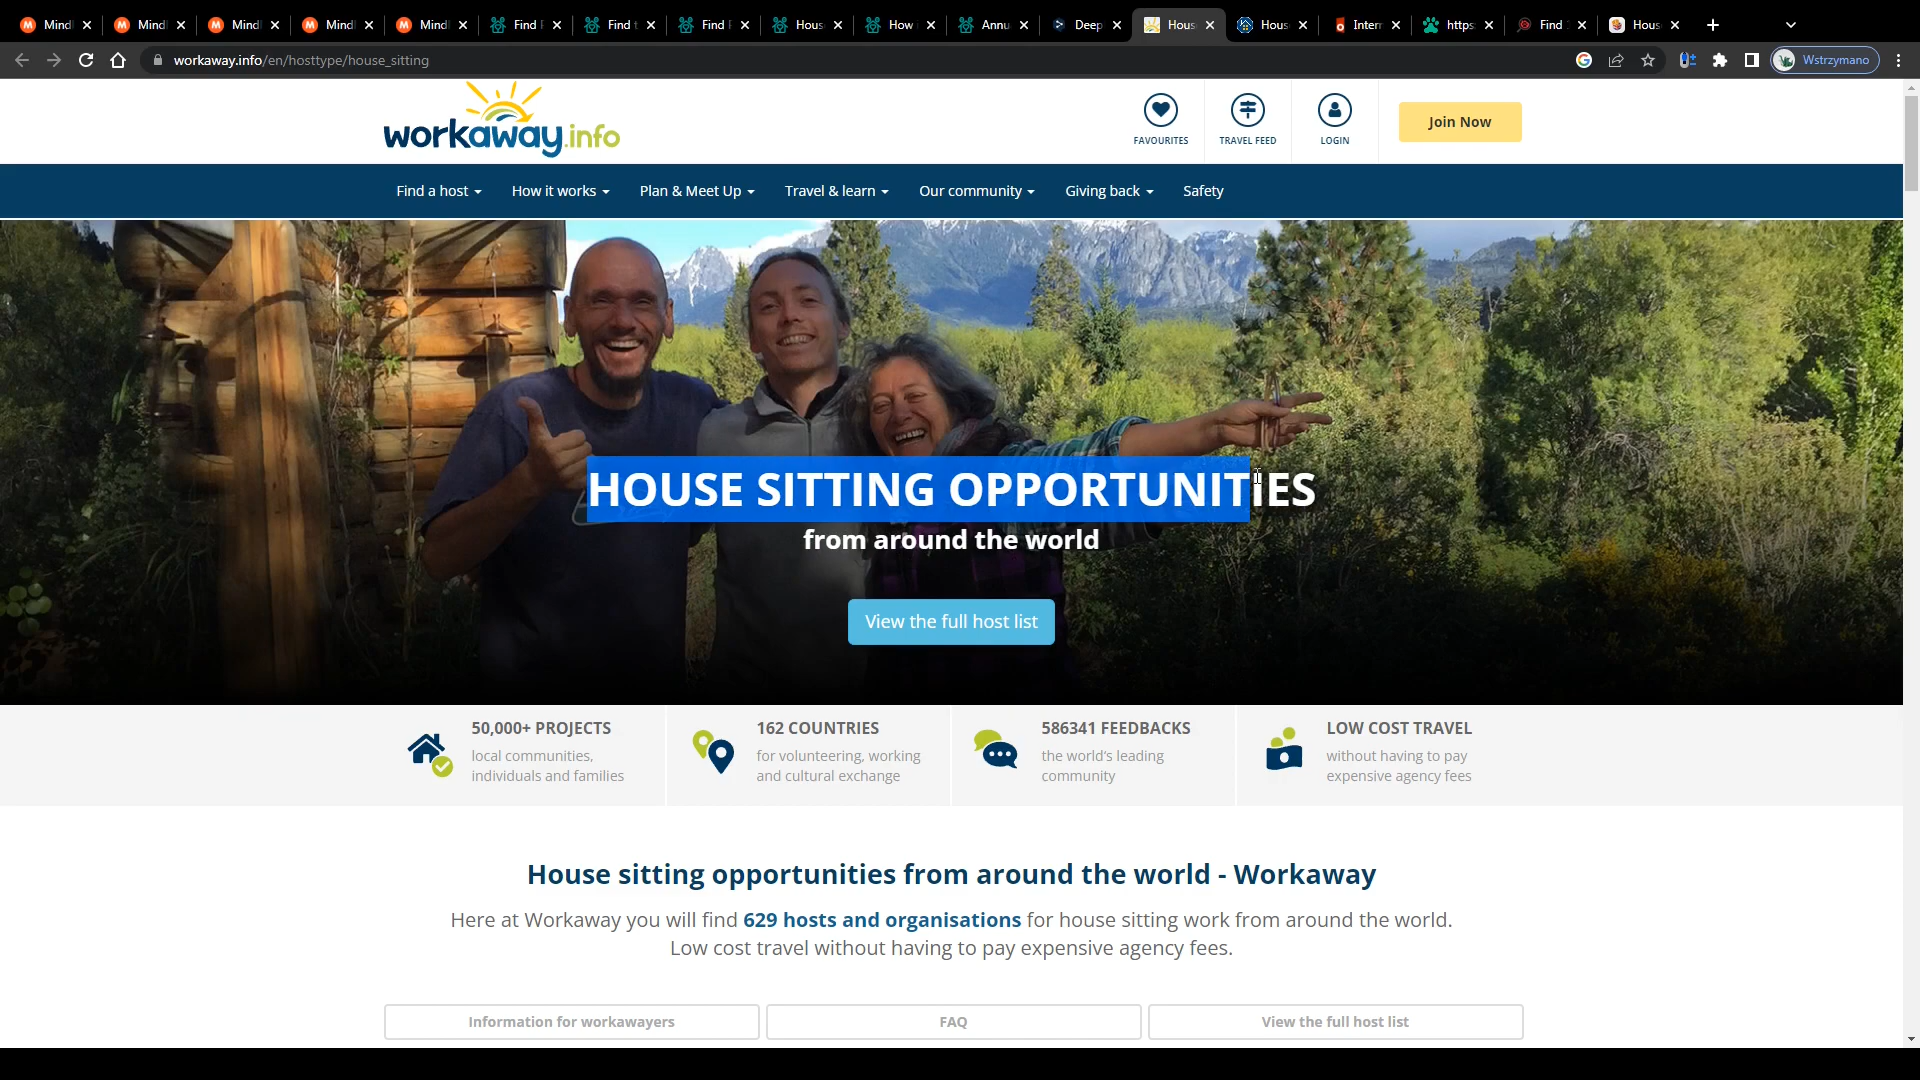 Mindl
Mindl
Mindl
Mindl
Mindl
Find
Find t
Find
Hous
How
Annu
Deep
Hous
Hous
Intern
https
Find
Hous
workaway.info/en/hosttype/house_sitting
Wstrzymano
workaway.info
FAVOURITES
TRAVEL FEED
LOGIN
Join Now
Find a host
How it works
Plan & Meet Up
Travel & learn
Our community
Giving back
Safety
HOUSE SITTING OPPORTUNITIES
from around the world
View the full host list
50,000+ PROJECTS
local communities,
individuals and families
162 COUNTRIES
for volunteering, working
and cultural exchange
586341 FEEDBACKS
the world's leading
community
LOW COST TRAVEL
without having to pay
expensive agency fees
House sitting opportunities from around the world - Workaway
Here at Workaway you will find 629 hosts and organisations for house sitting work from around the world.
Low cost travel without having to pay expensive agency fees.
Information for workawayers
FAQ
View the full host list